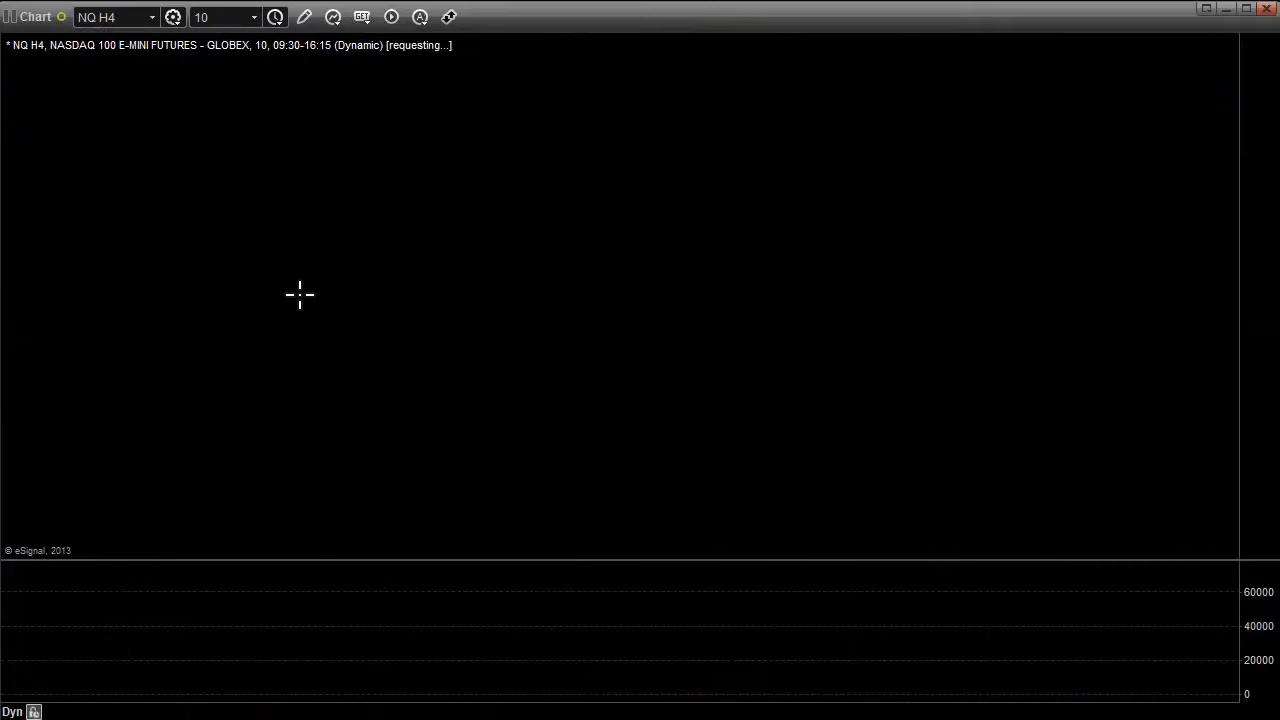 Chart NQ H4 10 GET A
* NQ H4, NASDAQ 100 E-MINI FUTURES - GLOBEX, 10, 09:30-16:15 (Dynamic) [requesting...]
© eSignal, 2013
60000
40000
20000
0
Dyn